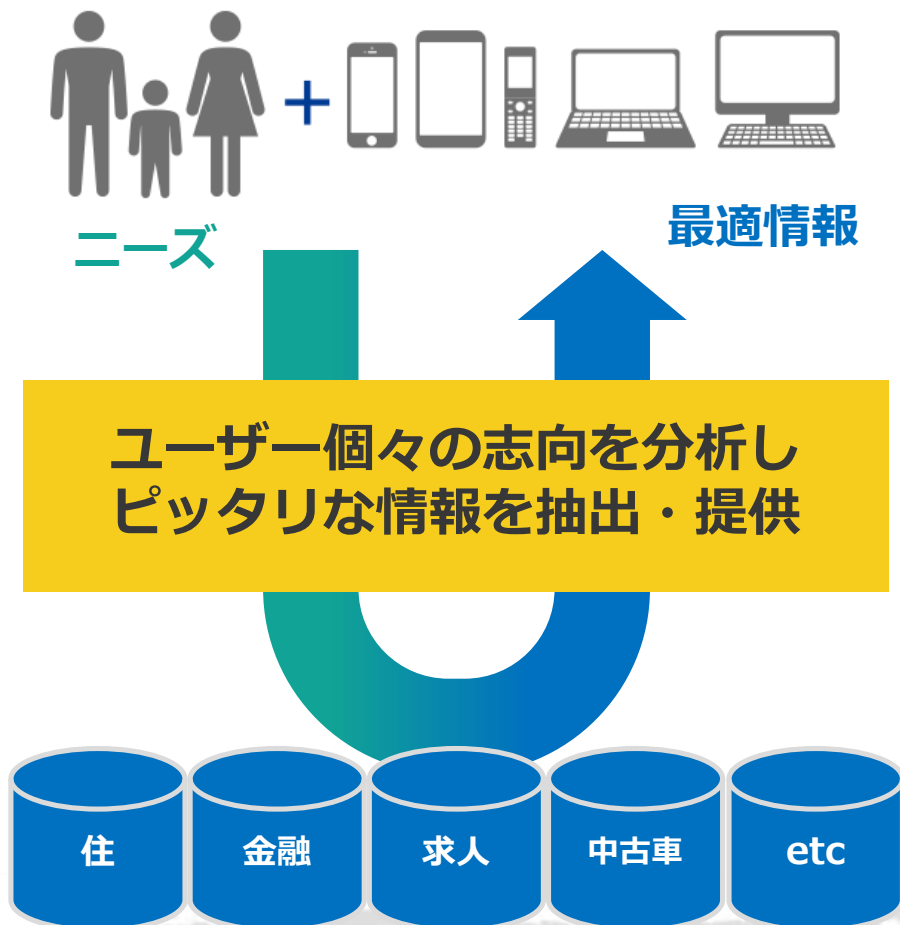 ニーズ
最適情報
ユーザー個々の志向を分析し
ピッタリな情報を抽出・提供
住
金融
求人
中古車
etc